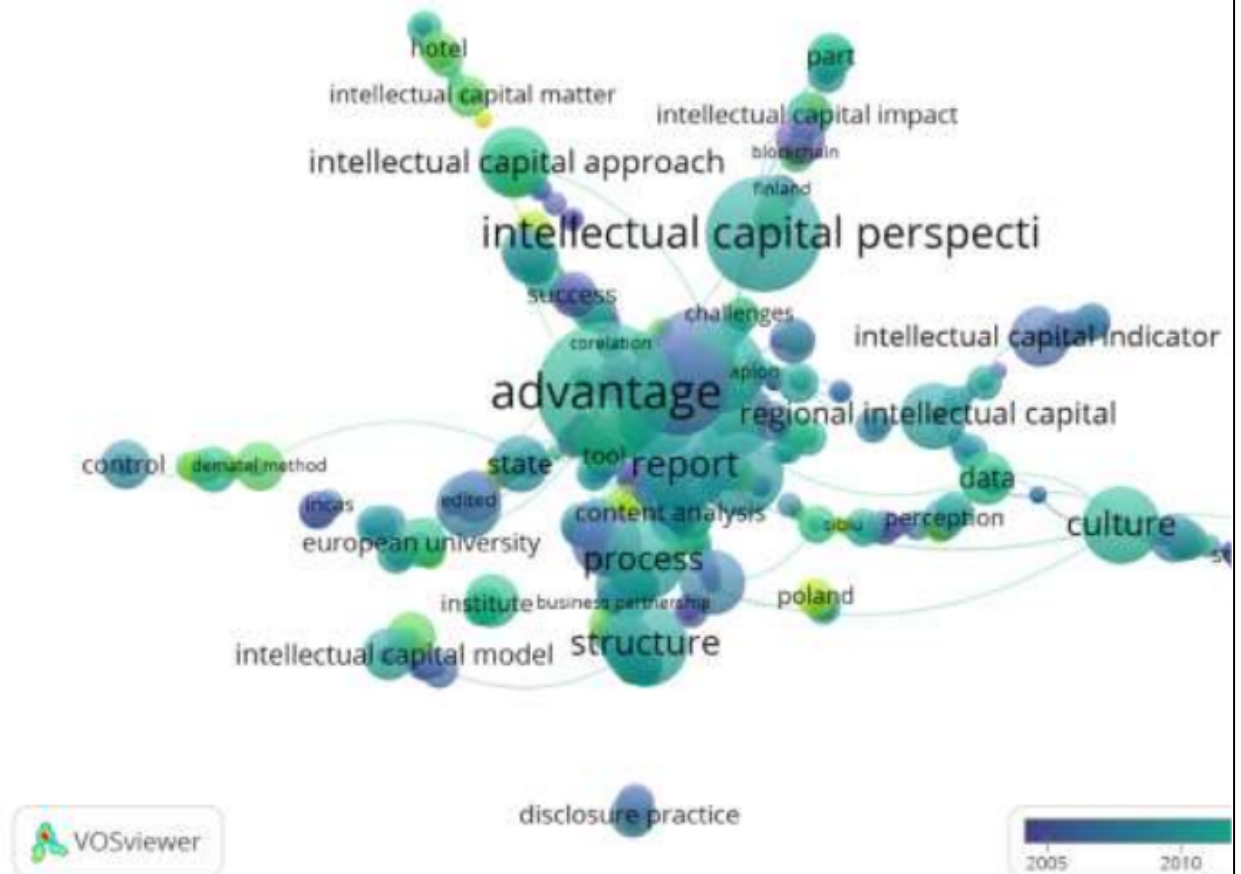 hotel
part
intellectual capital matter
intellectual capital impact
blockchain
intellectual capital approach
finland
intellectual capital perspecti
success
challenges
intellectual capital indicator
corelation
advantage
regional intellectual capital
control
dematel method
state
tool
report
data
incas
edited
content analysis
sibiu
perception
culture
european university
process
institute
business partnership
poland
structure
intellectual capital model
disclosure practice
VOSviewer
2005
2010